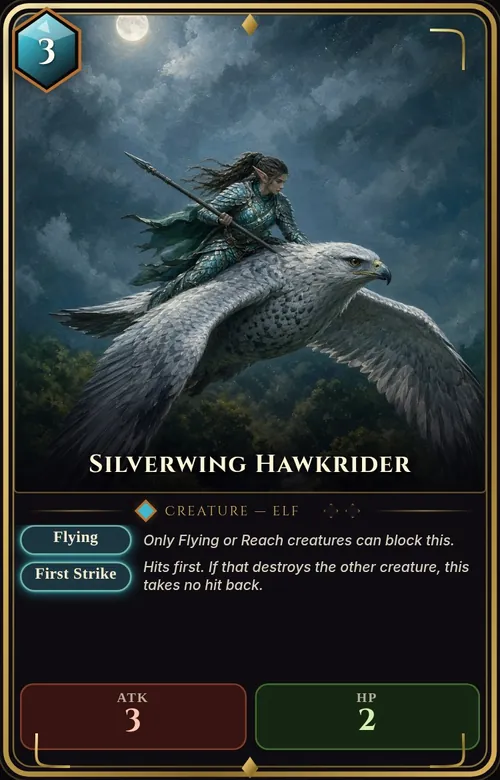 3
Silverwing Hawkrider
CREATURE — ELF
Flying
Only Flying or Reach creatures can block this.
First Strike
Hits first. If that destroys the other creature, this
takes no hit back.
ATK
3
HP
2